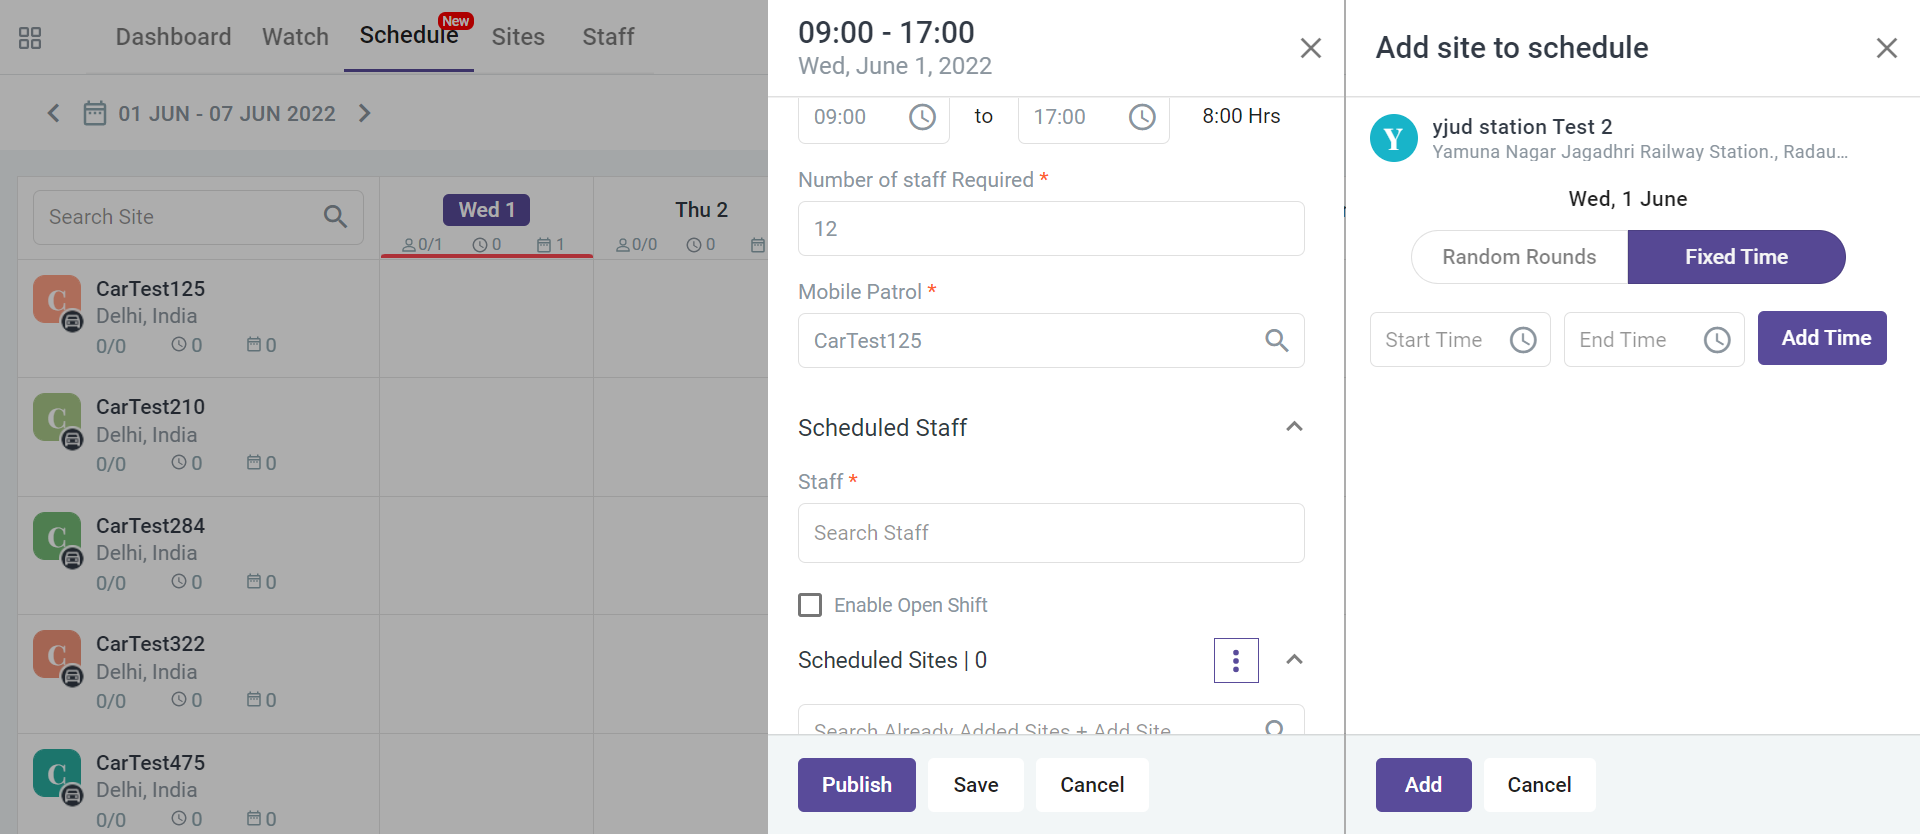 Dashboard
Watch
Schedule
New
Sites
Staff
01 JUN - 07 JUN 2022
Search Site
Wed 1
0/1 0 1
Thu 2
0/0 0
C
CarTest125
Delhi, India
0/0 0 0
C
CarTest210
Delhi, India
0/0 0 0
C
CarTest284
Delhi, India
0/0 0 0
C
CarTest322
Delhi, India
0/0 0 0
C
CarTest475
Delhi, India
0/0 0 0
09:00 - 17:00
Wed, June 1, 2022
09:00 to 17:00 8:00 Hrs
Number of staff Required *
12
Mobile Patrol *
CarTest125
Scheduled Staff
Staff *
Search Staff
Enable Open Shift
Scheduled Sites | 0
Search Already Added Sites + Add Site
Publish
Save
Cancel
Add site to schedule
Y
yjud station Test 2
Yamuna Nagar Jagadhri Railway Station., Radau...
Wed, 1 June
Random Rounds
Fixed Time
Start Time
End Time
Add Time
Add
Cancel